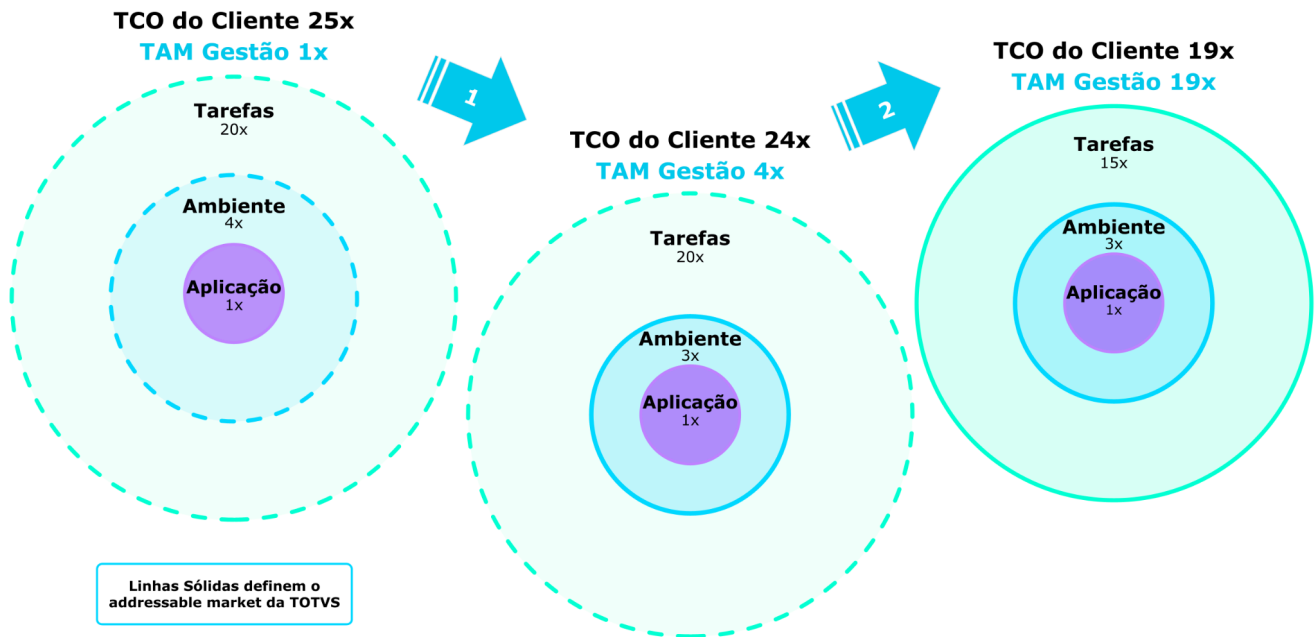 TCO do Cliente 25x
TAM Gestão 1x
Tarefas
20x
Ambiente
4x
Aplicação
1x
1
TCO do Cliente 24x
TAM Gestão 4x
Tarefas
20x
Ambiente
3x
Aplicação
1x
2
TCO do Cliente 19x
TAM Gestão 19x
Tarefas
15x
Ambiente
3x
Aplicação
1x
Linhas Sólidas definem o
addressable market da TOTVS